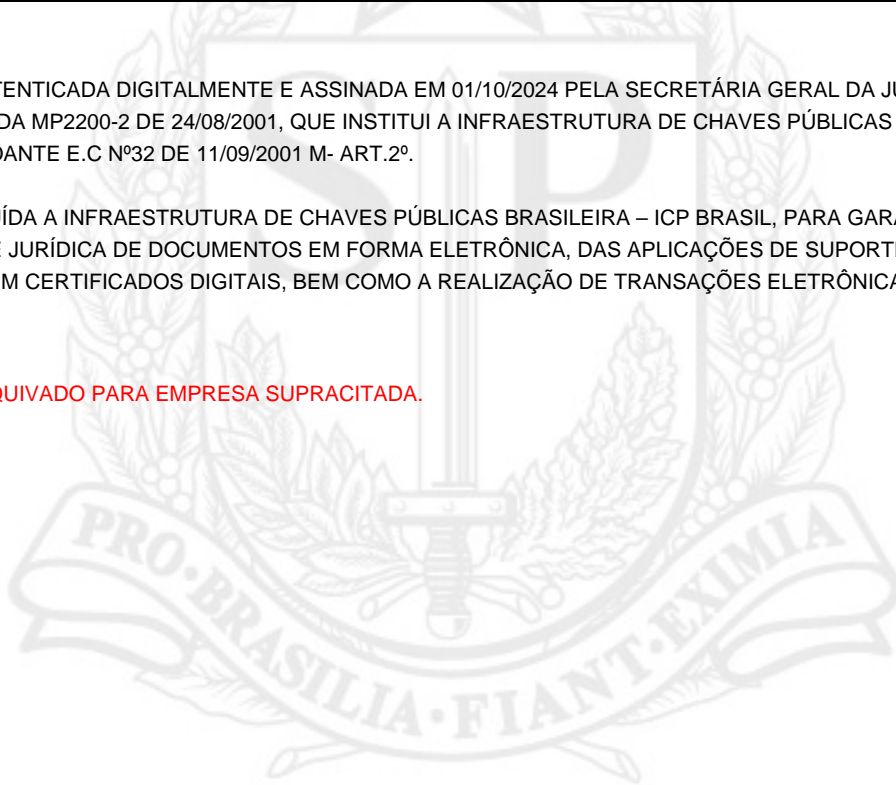 TENTICADA DIGITALMENTE E ASSINADA EM 01/10/2024 PELA SECRETÁRIA GERAL DA JU
DA MP2200-2 DE 24/08/2001, QUE INSTITUI A INFRAESTRUTURA DE CHAVES PÚBLICAS
DANTE E.C Nº32 DE 11/09/2001 M- ART.2º.
ÍDA A INFRAESTRUTURA DE CHAVES PÚBLICAS BRASILEIRA – ICP BRASIL, PARA GARA
E JURÍDICA DE DOCUMENTOS EM FORMA ELETRÔNICA, DAS APLICAÇÕES DE SUPORTE
M CERTIFICADOS DIGITAIS, BEM COMO A REALIZAÇÃO DE TRANSAÇÕES ELETRÔNICA
QUIVADO PARA EMPRESA SUPRACITADA.
SP
PRO·BRASILIA·FIANT·EXIMIA